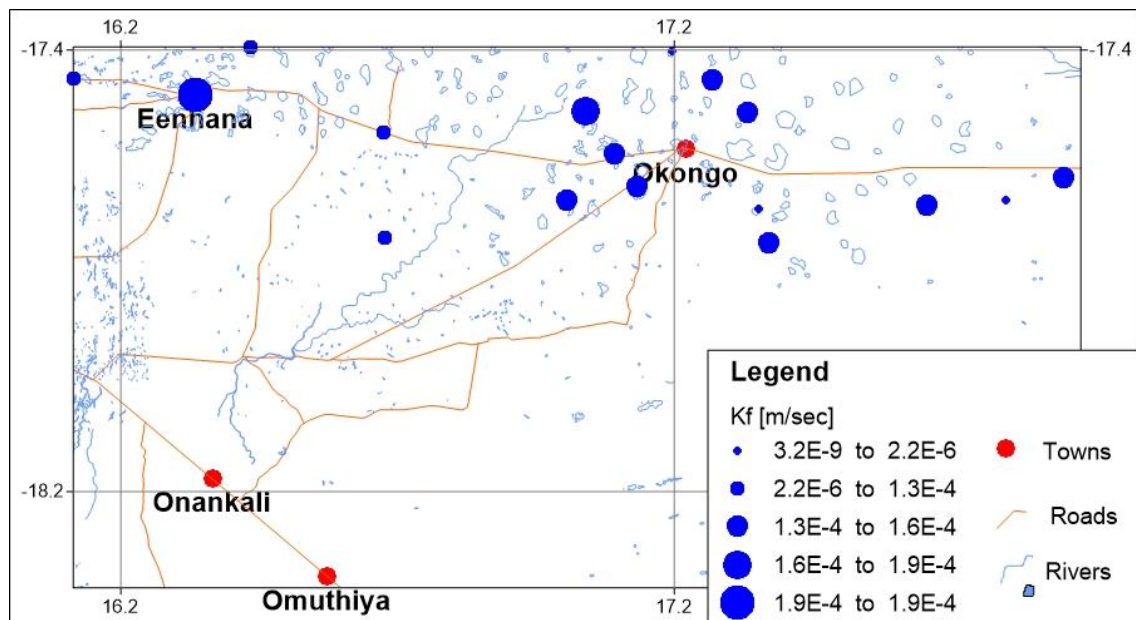 16.2 17.2
-17.4 -17.4
Eenhana
Okongo
-18.2
Onankali
Omuthiya
16.2 17.2
Legend
Kf [m/sec]
3.2E-9 to 2.2E-6
2.2E-6 to 1.3E-4
1.3E-4 to 1.6E-4
1.6E-4 to 1.9E-4
1.9E-4 to 1.9E-4
Towns
Roads
Rivers